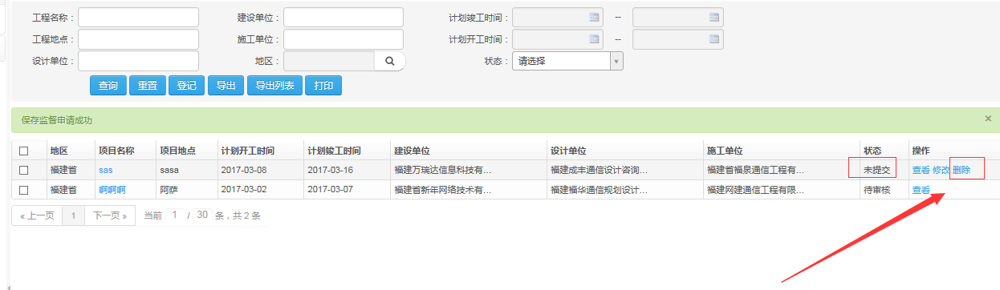 工程名称： 建设单位： 计划竣工时间： --
工程地点： 施工单位： 计划开工时间： --
设计单位： 地区： 状态： 请选择
查询 重置 登记 导出 导出列表 打印
保存监督申请成功 ×
地区 项目名称 项目地点 计划开工时间 计划竣工时间 建设单位 设计单位 施工单位 状态 操作
福建省 sas sasa 2017-03-08 2017-03-16 福建万瑞达信息科技有... 福建成丰通信设计咨询... 福建省福泉通信工程有... 未提交 查看 修改 删除
福建省 啊啊啊 阿萨 2017-03-02 2017-03-07 福建省新年网络技术有... 福建福华通信规划设计... 福建网建通信工程有限... 待审核 查看
« 上一页 1 下一页 » 当前 1 / 30 条，共 2 条